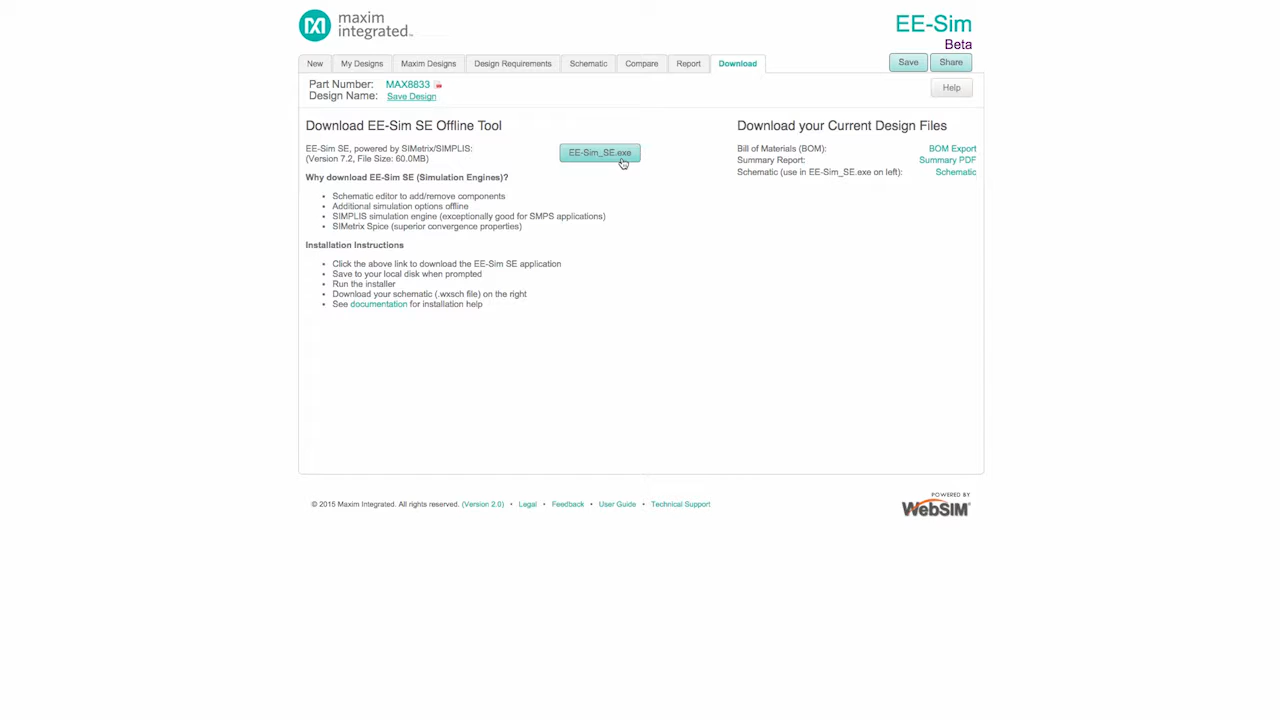 maxim
integrated™
EE-Sim
Beta
New
My Designs
Maxim Designs
Design Requirements
Schematic
Compare
Report
Download
Save
Share
Part Number: MAX8833
Design Name: Save Design
Help
Download EE-Sim SE Offline Tool
EE-Sim SE, powered by SIMetrix/SIMPLIS:
(Version 7.2, File Size: 60.0MB)
EE-Sim_SE.exe
Why download EE-Sim SE (Simulation Engines)?
• Schematic editor to add/remove components
• Additional simulation options offline
• SIMPLIS simulation engine (exceptionally good for SMPS applications)
• SIMetrix Spice (superior convergence properties)
Installation Instructions
• Click the above link to download the EE-Sim SE application
• Save to your local disk when prompted
• Run the installer
• Download your schematic (.wxsch file) on the right
• See documentation for installation help
Download your Current Design Files
Bill of Materials (BOM): BOM Export
Summary Report: Summary PDF
Schematic (use in EE-Sim_SE.exe on left): Schematic
© 2015 Maxim Integrated. All rights reserved. (Version 2.0) • Legal • Feedback • User Guide • Technical Support
POWERED BY
WebSIM